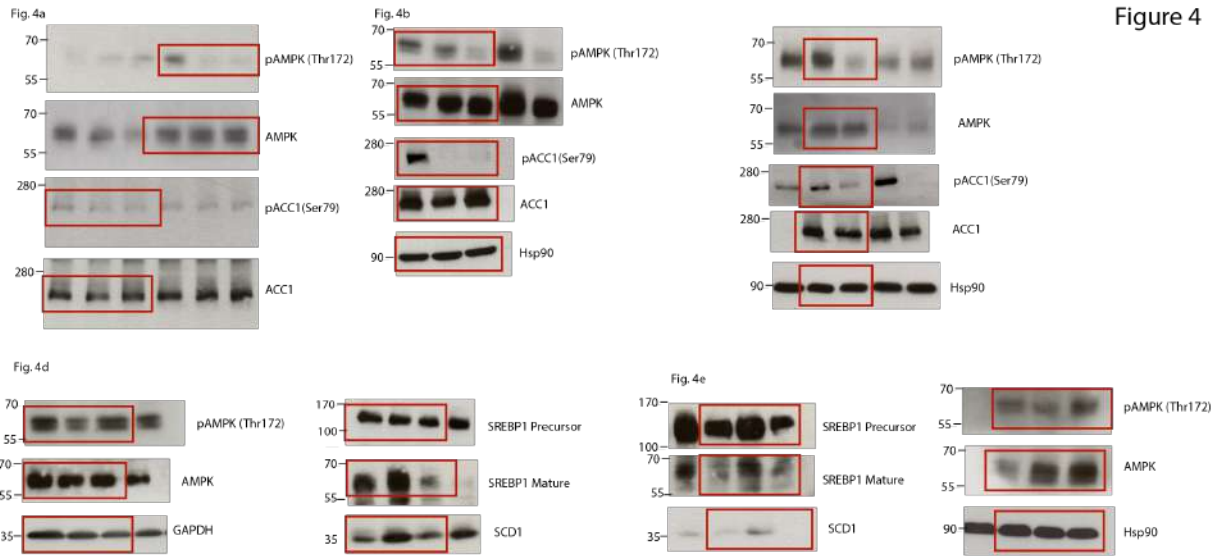 Figure 4
Fig. 4a
70
55
pAMPK (Thr172)
70
55
AMPK
280
pACC1(Ser79)
280
ACC1
Fig. 4b
70
55
pAMPK (Thr172)
70
55
AMPK
280
pACC1(Ser79)
280
ACC1
90
Hsp90
70
55
pAMPK (Thr172)
70
55
AMPK
280
pACC1(Ser79)
280
ACC1
90
Hsp90
Fig. 4d
70
55
pAMPK (Thr172)
70
55
AMPK
35
GAPDH
170
100
SREBP1 Precursor
70
55
SREBP1 Mature
35
SCD1
Fig. 4e
170
100
SREBP1 Precursor
70
55
SREBP1 Mature
35
SCD1
70
55
pAMPK (Thr172)
70
55
AMPK
90
Hsp90